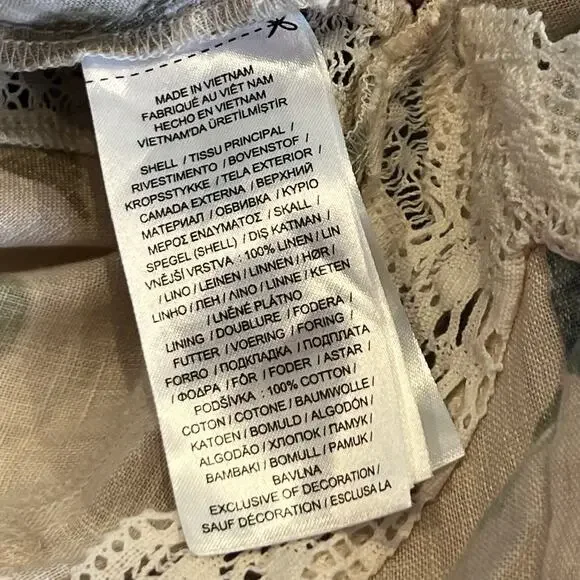 MADE IN VIETNAM
FABRIQUÉ AU VIÊT NAM
HECHO EN VIETNAM
VIETNAM'DA ÜRETİLMİŞTİR
SHELL / TISSU PRINCIPAL /
RIVESTIMENTO / BOVENSTOF /
KROPSSTYKKE / TELA EXTERIOR /
CAMADA EXTERNA / ВЕРХНИЙ
МАТЕРИАЛ / ОБВИВКА / ΚΥΡΙΟ
ΜΕΡΟΣ ΕΝΔΥΜΑΤΟΣ / SKALL /
SPEGEL (SHELL) / DIŞ KATMAN /
VNĚJŠÍ VRSTVA : 100% LINEN / LIN
/ LINO / LEINEN / LINNEN / HØR /
LINHO / ЛЕН / ΛΙΝΟ / LINNE / KETEN
/ LNĚNÉ PLÁTNO
LINING / DOUBLURE / FODERA /
FUTTER / VOERING / FORING /
FORRO / ПОДКЛАДКА / ПОДПЛАТА
/ ΦΟΔΡΑ / FÔR / FODER / ASTAR /
PODŠÍVKA : 100% COTTON /
COTON / COTONE / BAUMWOLLE /
KATOEN / BOMULD / ALGODÓN /
ALGODÃO / ХЛОПОК / ПАМУК /
BAMBAKI / BOMULL / PAMUK /
BAVLNA
EXCLUSIVE OF DECORATION /
SAUF DÉCORATION / ESCLUSA LA